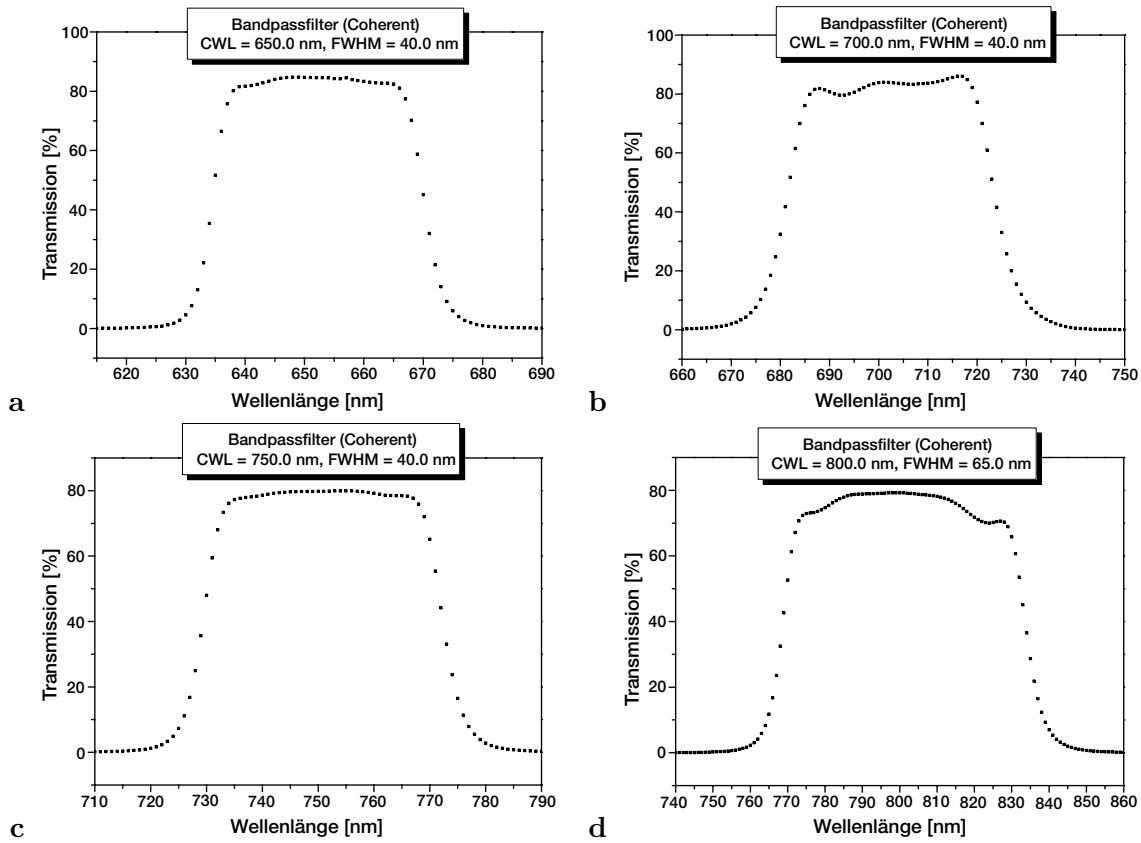 Bandpassfilter (Coherent)
CWL = 650.0 nm, FWHM = 40.0 nm
Transmission [%]
100
80
60
40
20
0
620 630 640 650 660 670 680 690
Wellenlänge [nm]
a
Bandpassfilter (Coherent)
CWL = 700.0 nm, FWHM = 40.0 nm
Transmission [%]
100
80
60
40
20
0
660 670 680 690 700 710 720 730 740 750
Wellenlänge [nm]
b
Bandpassfilter (Coherent)
CWL = 750.0 nm, FWHM = 40.0 nm
Transmission [%]
80
60
40
20
0
710 720 730 740 750 760 770 780 790
Wellenlänge [nm]
c
Bandpassfilter (Coherent)
CWL = 800.0 nm, FWHM = 65.0 nm
Transmission [%]
80
60
40
20
0
740 750 760 770 780 790 800 810 820 830 840 850 860
Wellenlänge [nm]
d